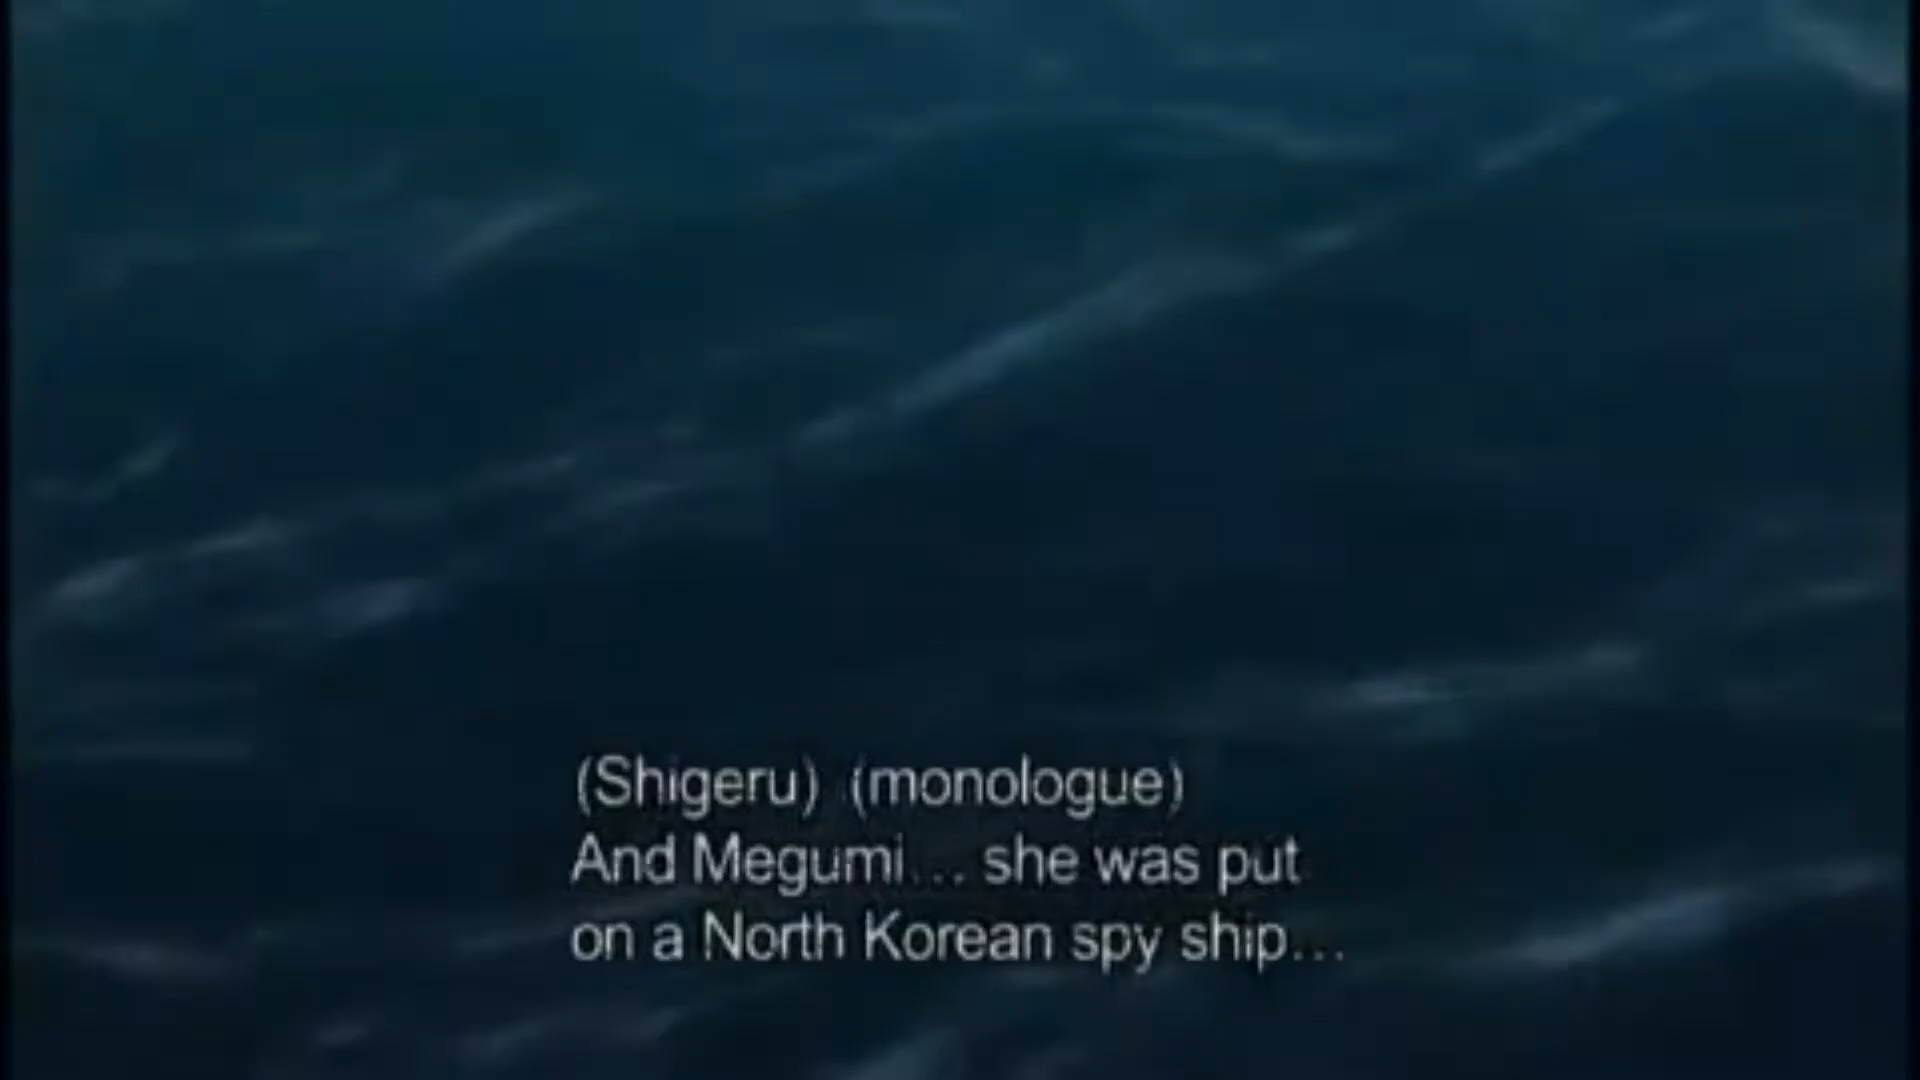 (Shigeru) (monologue)
And Megumi... she was put
on a North Korean spy ship...